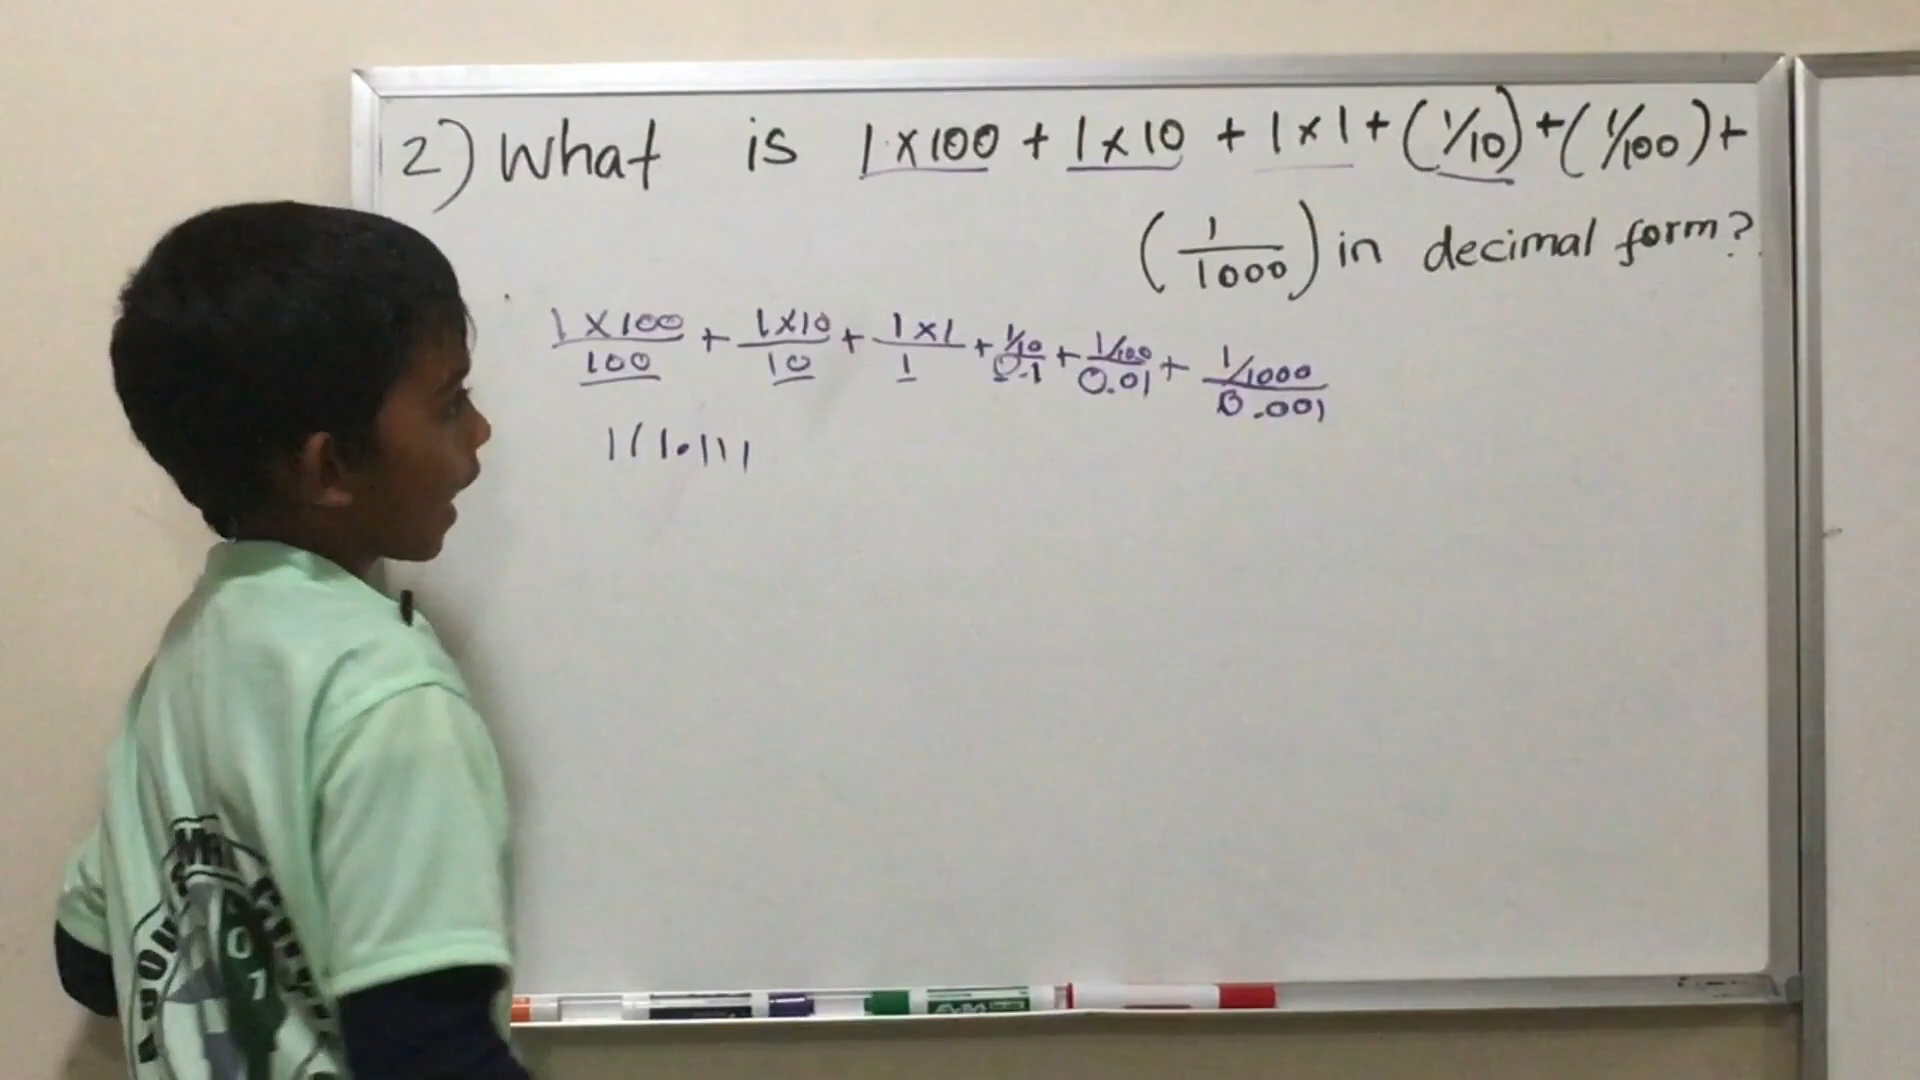 2) What is 1 x 100 + 1 x 10 + 1 x 1 + (1/10) + (1/100) +
(1/1000) in decimal form?
1 x 100 + 1 x 10 + 1 x 1 + 1/10 + 1/100 + 1/1000
100 10 1 0.1 0.01 0.001
111.111
EXPO